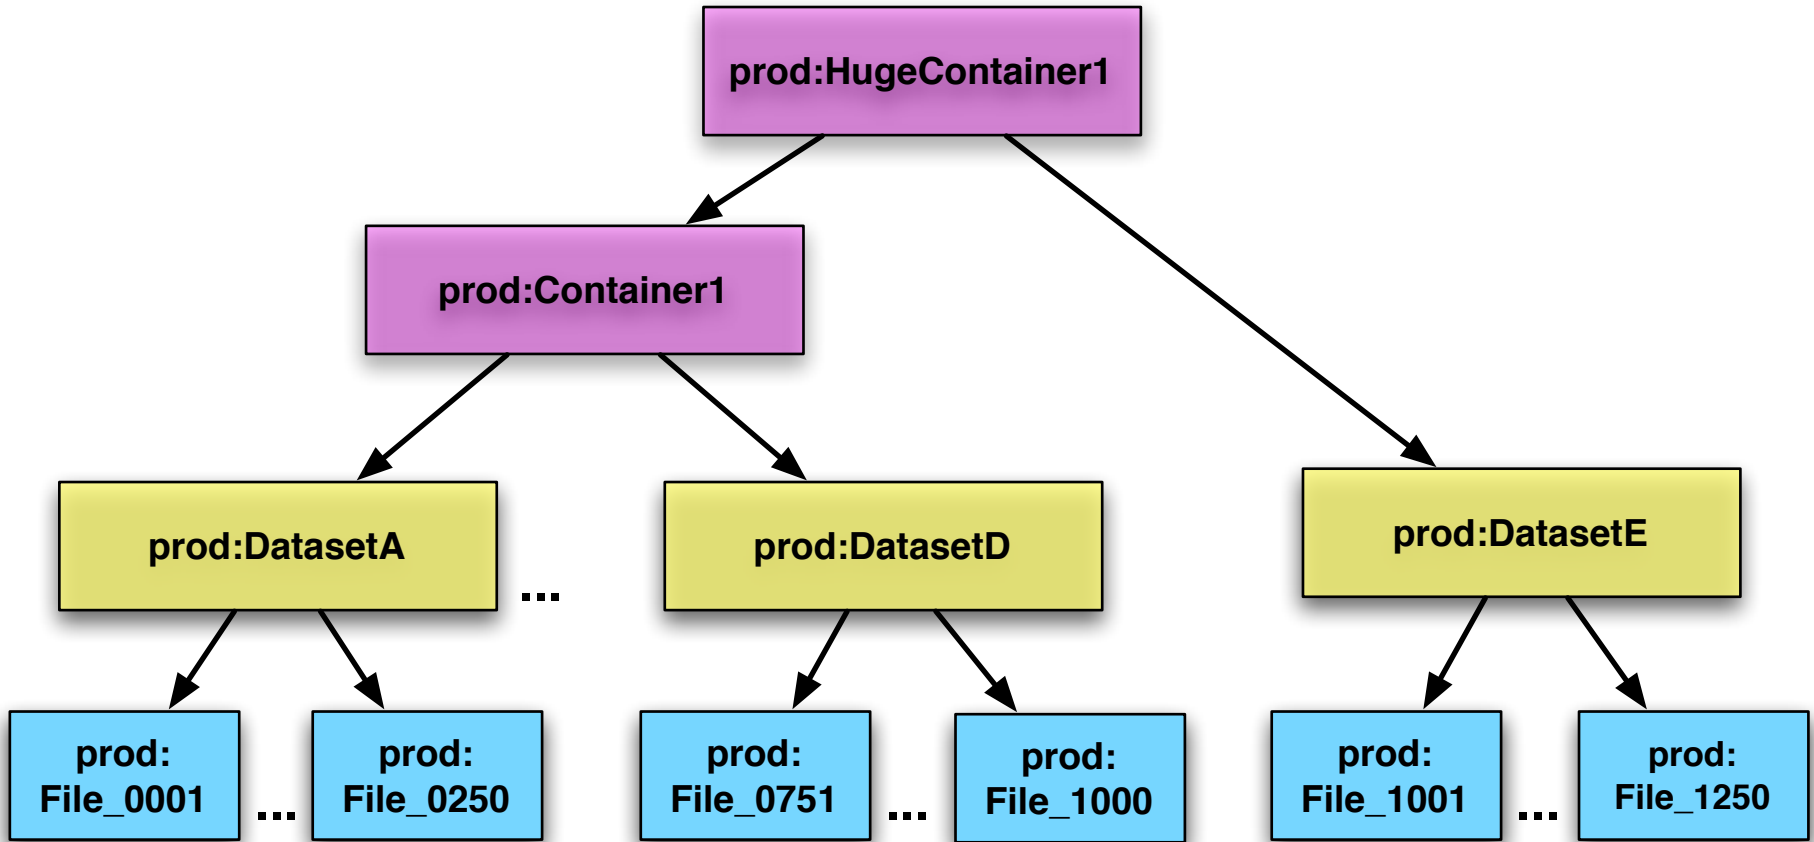 prod:HugeContainer1
prod:Container1
prod:DatasetA
...
prod:DatasetD
prod:DatasetE
prod:
File_0001
...
prod:
File_0250
prod:
File_0751
...
prod:
File_1000
prod:
File_1001
...
prod:
File_1250